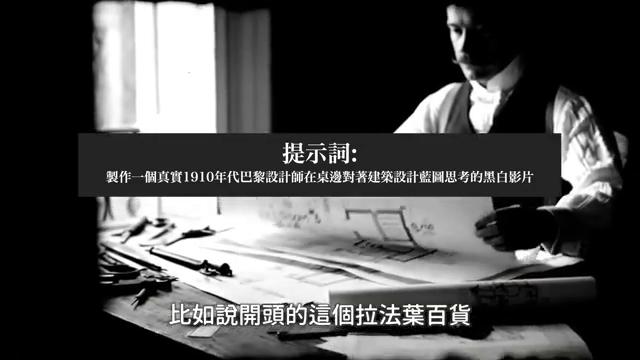 提示詞:
製作一個真實1910年代巴黎設計師在桌邊對著建築設計藍圖思考的黑白影片
比如說開頭的這個拉法葉百貨